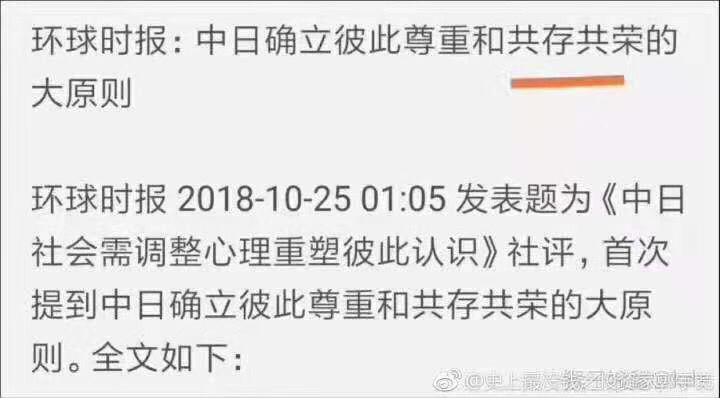 环球时报：中日确立彼此尊重和共存共荣的
大原则
环球时报 2018-10-25 01:05 发表题为《中日
社会需调整心理重塑彼此认识》社评，首次
提到中日确立彼此尊重和共存共荣的大原
则。全文如下：
@史上最没